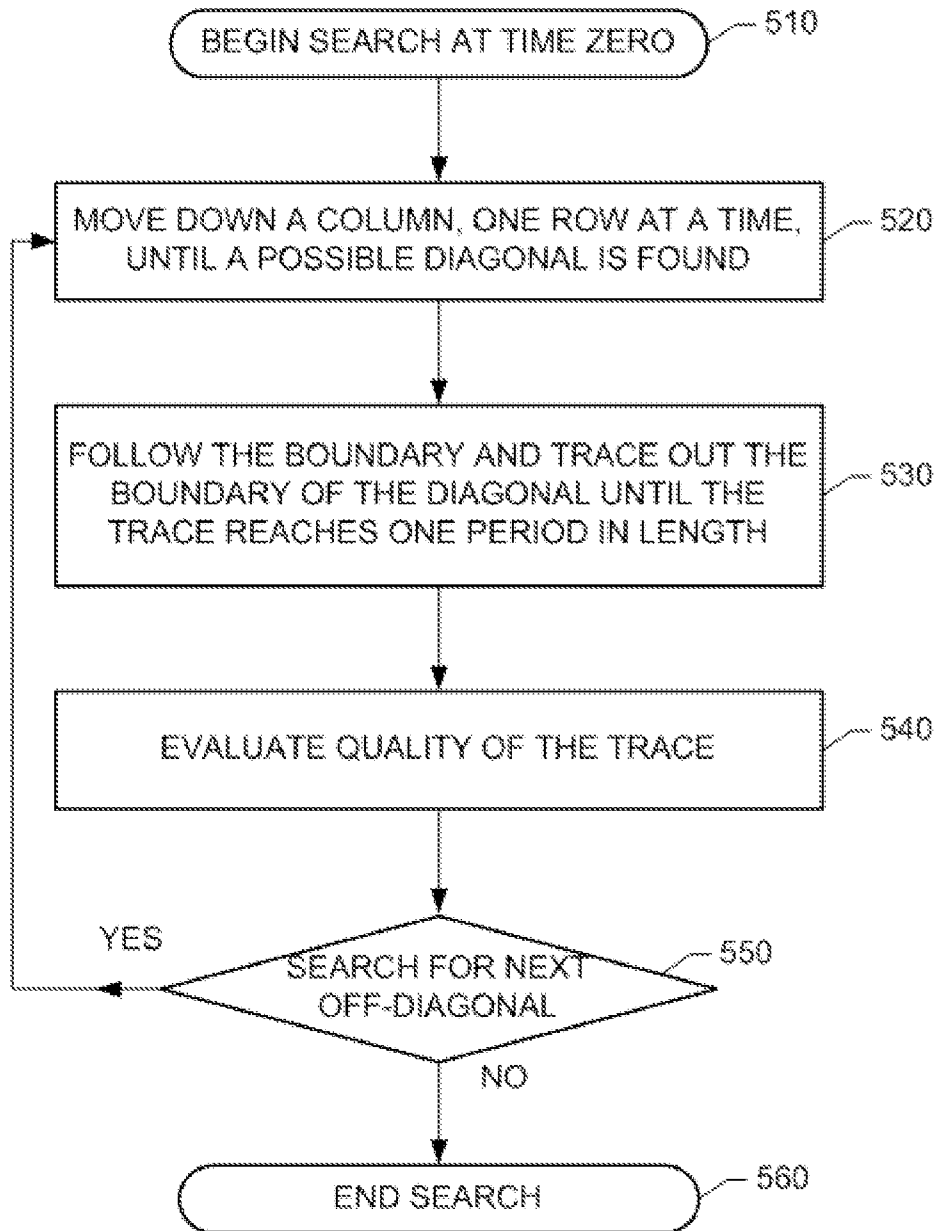 BEGIN SEARCH AT TIME ZERO
510
MOVE DOWN A COLUMN, ONE ROW AT A TIME,
UNTIL A POSSIBLE DIAGONAL IS FOUND
520
FOLLOW THE BOUNDARY AND TRACE OUT THE
BOUNDARY OF THE DIAGONAL UNTIL THE
TRACE REACHES ONE PERIOD IN LENGTH
530
EVALUATE QUALITY OF THE TRACE
540
YES
SEARCH FOR NEXT
OFF-DIAGONAL
550
NO
END SEARCH
560